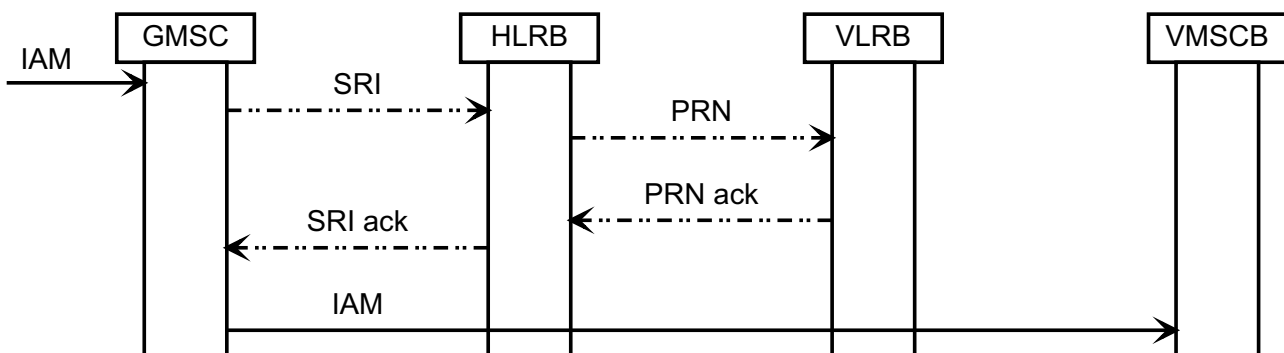 GMSC
HLRB
VLRB
VMSCB
IAM
SRI
PRN
PRN ack
SRI ack
IAM